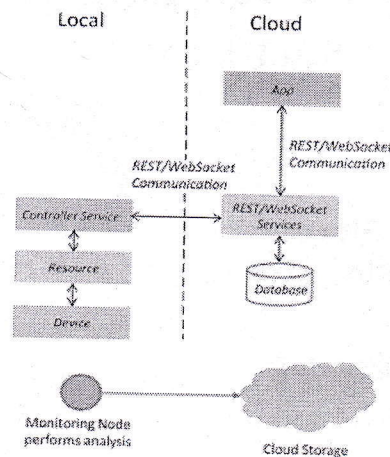 Local
Cloud
App
REST/WebSocket
Communication
REST/WebSocket
Communication
Controller Service
REST/WebSocket
Services
Resource
Database
Device
Monitoring Node
performs analysis
Cloud Storage